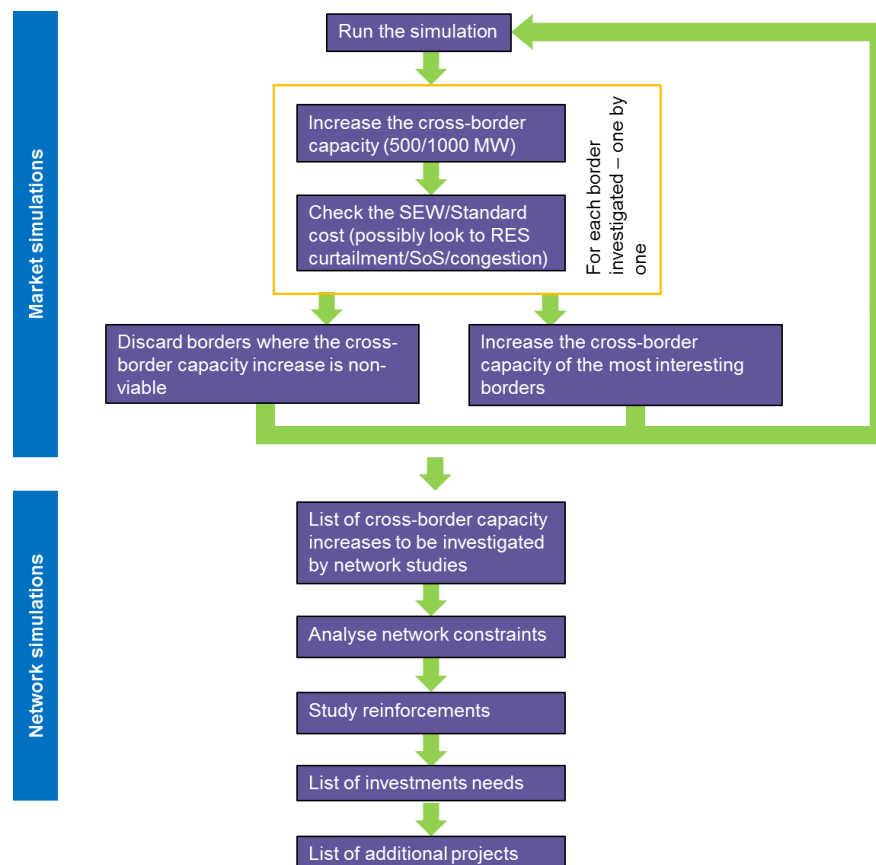 Market simulations
Run the simulation
Increase the cross-border
capacity (500/1000 MW)
Check the SEW/Standard
cost (possibly look to RES
curtailment/SoS/congestion)
For each border
investigated – one by
one
Discard borders where the cross-
border capacity increase is non-
viable
Increase the cross-border
capacity of the most interesting
borders
Network simulations
List of cross-border capacity
increases to be investigated
by network studies
Analyse network constraints
Study reinforcements
List of investments needs
List of additional projects